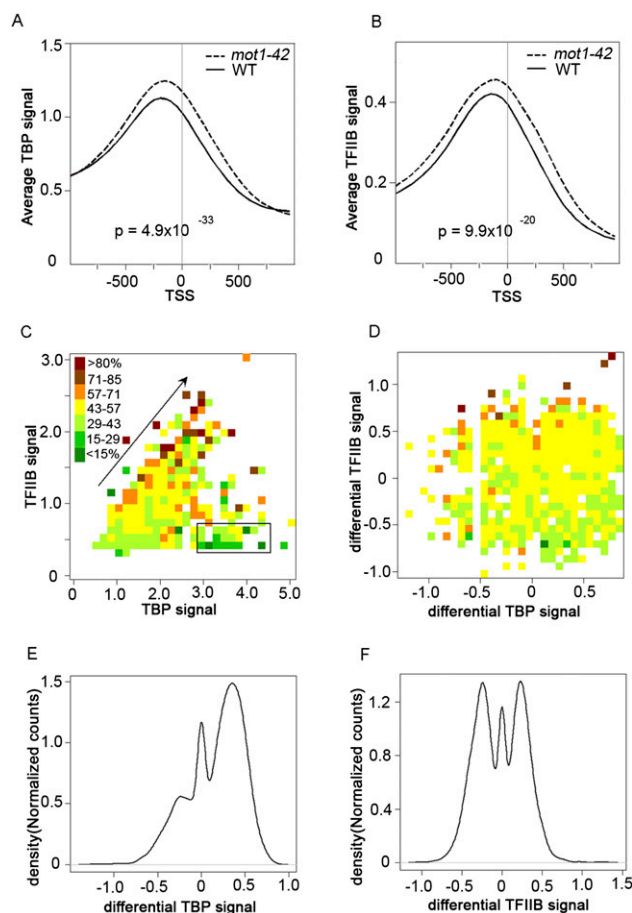 A
1.5
1.0
0.5
0
Average TBP signal
mot1-42
WT
p = 4.9x10 -33
-500 0 500
TSS
B
0.4
0.2
0
Average TFIIB signal
mot1-42
WT
p = 9.9x10 -20
-500 0 500
TSS
C
3.0
2.0
1.0
0
TFIIB signal
>80%
71-85
57-71
43-57
29-43
15-29
<15%
0 1.0 2.0 3.0 4.0 5.0
TBP signal
D
1.0
0.5
0
-0.5
-1.0
differential TFIIB signal
-1.0 -0.5 0 0.5
differential TBP signal
E
1.5
1.0
0.5
0
density(Normalized counts)
-0.5 0 0.5 1.0
differential TBP signal
F
1.2
0.8
0.4
0
density(Normalized counts)
-1.0 -0.5 0 0.5 1.0 1.5
differential TFIIB signal